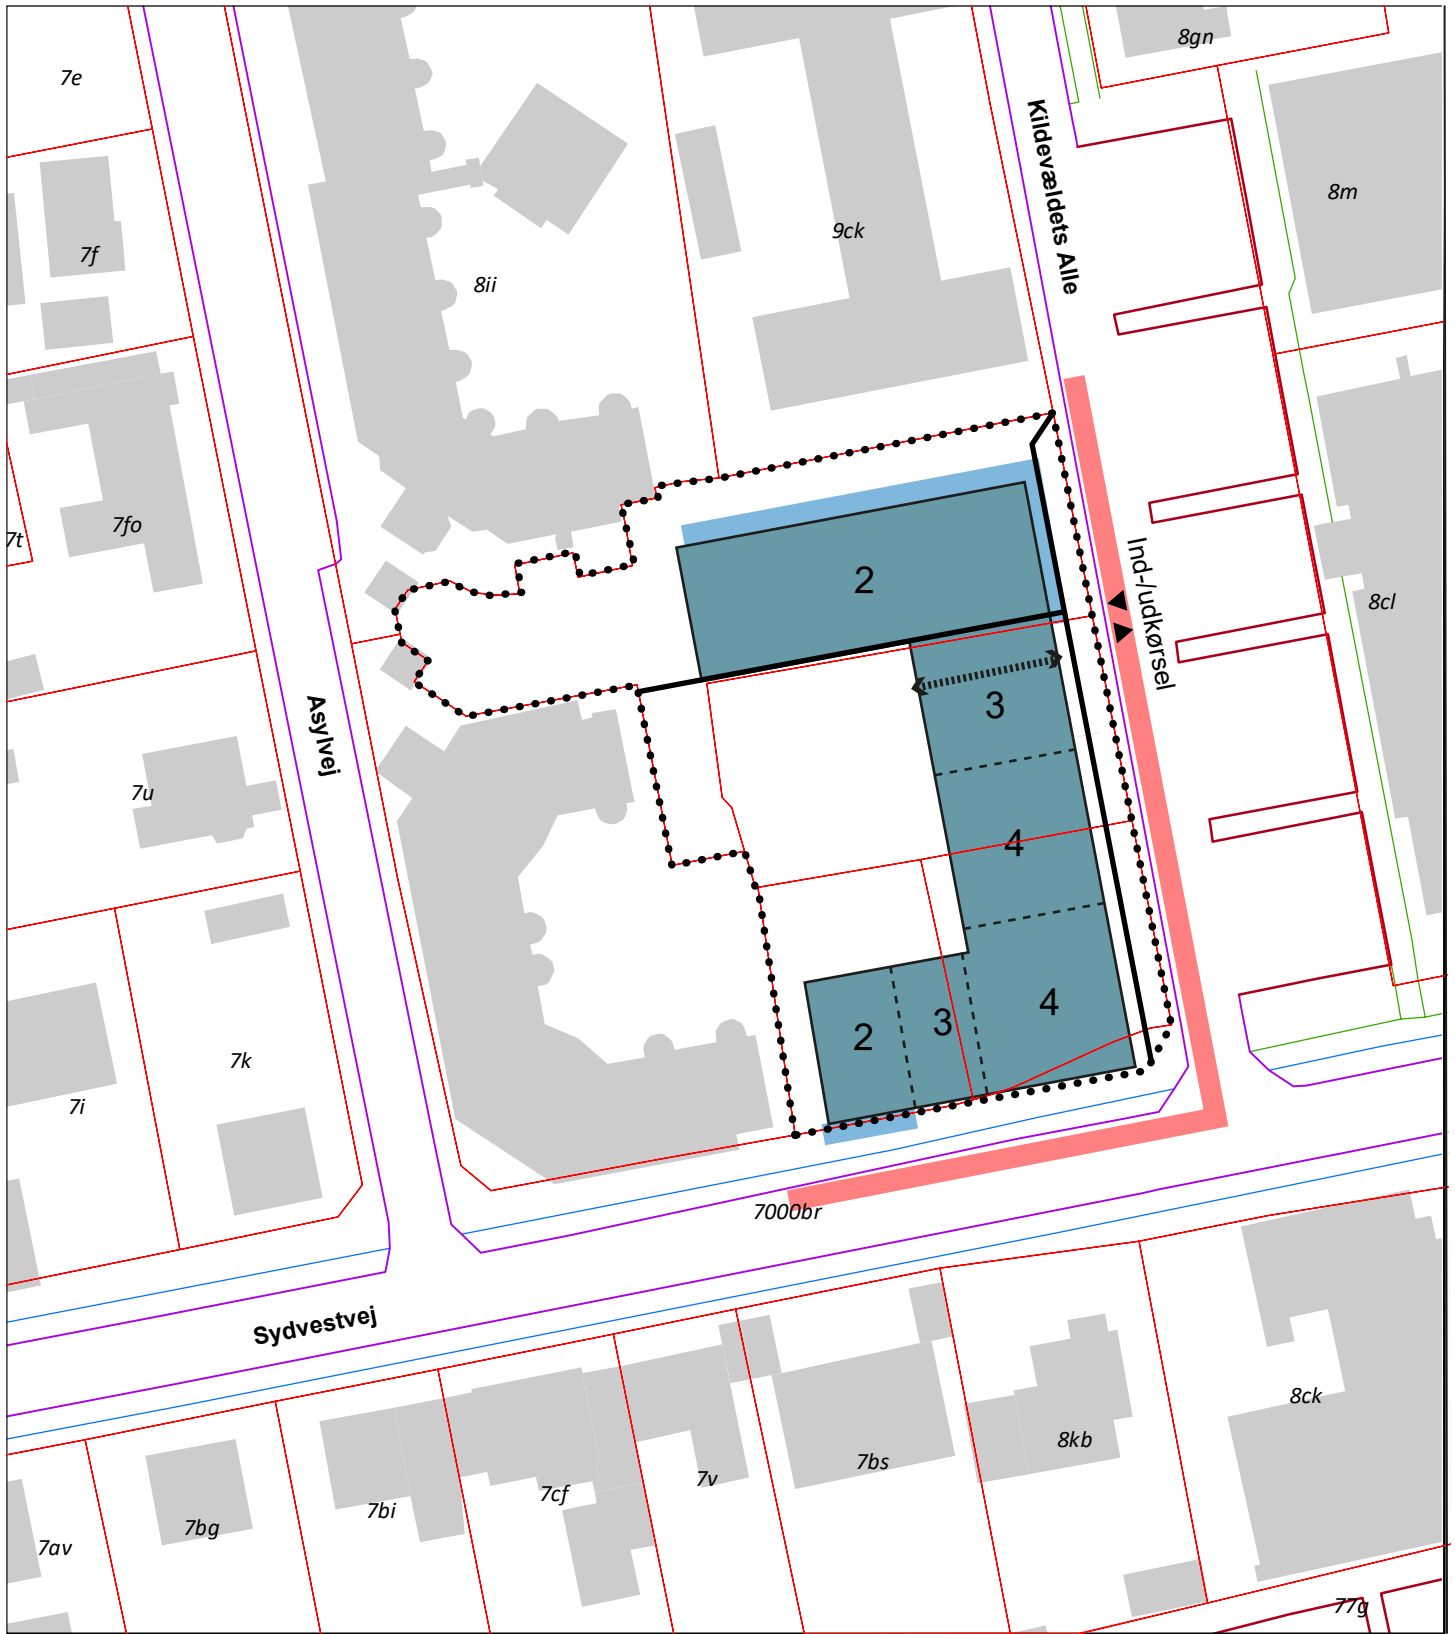 8gn
7e
Kildevældets Alle
8m
9ck
7f
8ii
7fo
7t
2
Ind-/udkørsel
8cl
3
Asylvej
7u
4
4
3
2
7k
7i
7000br
Sydvestvej
8ck
8kb
7bs
7v
7cf
7bi
7bg
7av
77g